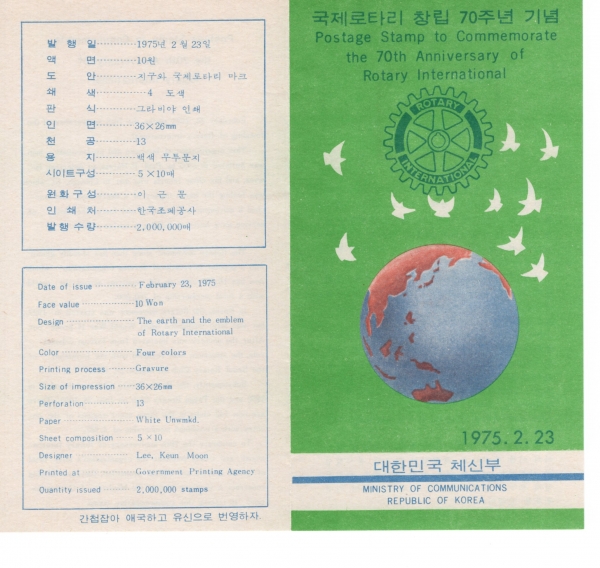 발 행 일 ············ 1975년 2월 23일
액 면 ············ 10원
도 안 ············ 지구와 국제로타리 마크
쇄 색 ············ 4 도색
판 식 ············ 그라비야 인쇄
인 면 ············ 36×26mm
천 공 ············ 13
용 지 ············ 백색 무투문지
시이트구성 ············ 5×10매
원화구성 ············ 이 근 문
인 쇄 처 ············ 한국조폐공사
발행수량 ············ 2,000,000매
Date of issue ············ February 23, 1975
Face value ············ 10 Won
Design ············ The earth and the emblem
of Rotary International
Color ············ Four colors
Printing process ············ Gravure
Size of impression ············ 36×26mm
Perforation ············ 13
Paper ············ White Unwmkd.
Sheet composition ············ 5×10
Designer ············ Lee, Keun Moon
Printed at ············ Government Printing Agency
Quantity issued ············ 2,000,000 stamps
간첩잡아 애국하고 유신으로 번영하자.
국제로타리 창립 70주년 기념
Postage Stamp to Commemorate
the 70th Anniversary of
Rotary International
ROTARY
INTERNATIONAL
1975. 2. 23
대한민국 체신부
MINISTRY OF COMMUNICATIONS
REPUBLIC OF KOREA